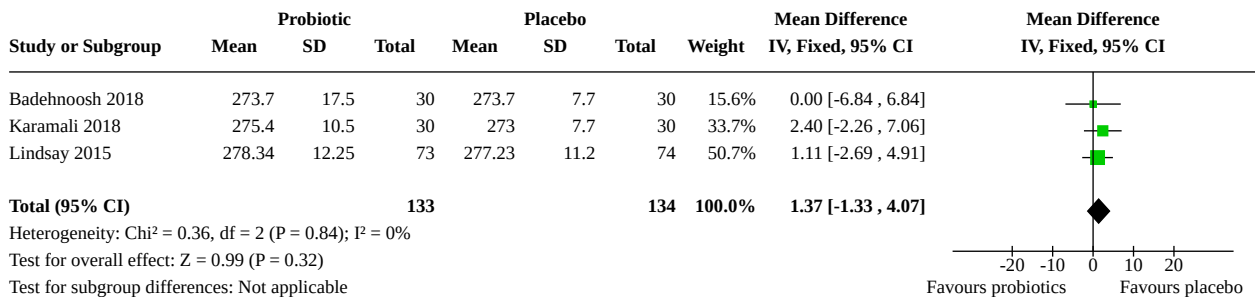 Probiotic Placebo Mean Difference Mean Difference
Study or Subgroup Mean SD Total Mean SD Total Weight IV, Fixed, 95% CI IV, Fixed, 95% CI
Badehnoosh 2018 273.7 17.5 30 273.7 7.7 30 15.6% 0.00 [-6.84 , 6.84]
Karamali 2018 275.4 10.5 30 273 7.7 30 33.7% 2.40 [-2.26 , 7.06]
Lindsay 2015 278.34 12.25 73 277.23 11.2 74 50.7% 1.11 [-2.69 , 4.91]
Total (95% CI) 133 134 100.0% 1.37 [-1.33 , 4.07]
Heterogeneity: Chi² = 0.36, df = 2 (P = 0.84); I² = 0%
Test for overall effect: Z = 0.99 (P = 0.32) -20 -10 0 10 20
Test for subgroup differences: Not applicable Favours probiotics Favours placebo